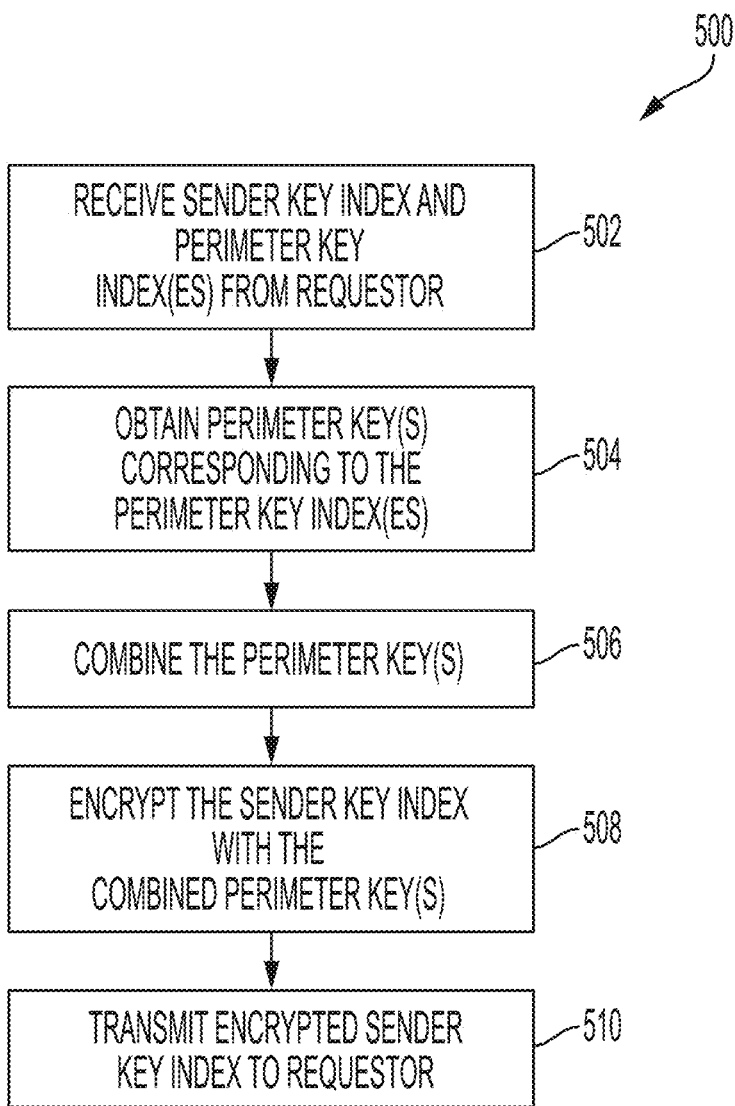 500
RECEIVE SENDER KEY INDEX AND
PERIMETER KEY
INDEX(ES) FROM REQUESTOR
502
OBTAIN PERIMETER KEY(S)
CORRESPONDING TO THE
PERIMETER KEY INDEX(ES)
504
COMBINE THE PERIMETER KEY(S)
506
ENCRYPT THE SENDER KEY INDEX
WITH THE
COMBINED PERIMETER KEY(S)
508
TRANSMIT ENCRYPTED SENDER
KEY INDEX TO REQUESTOR
510